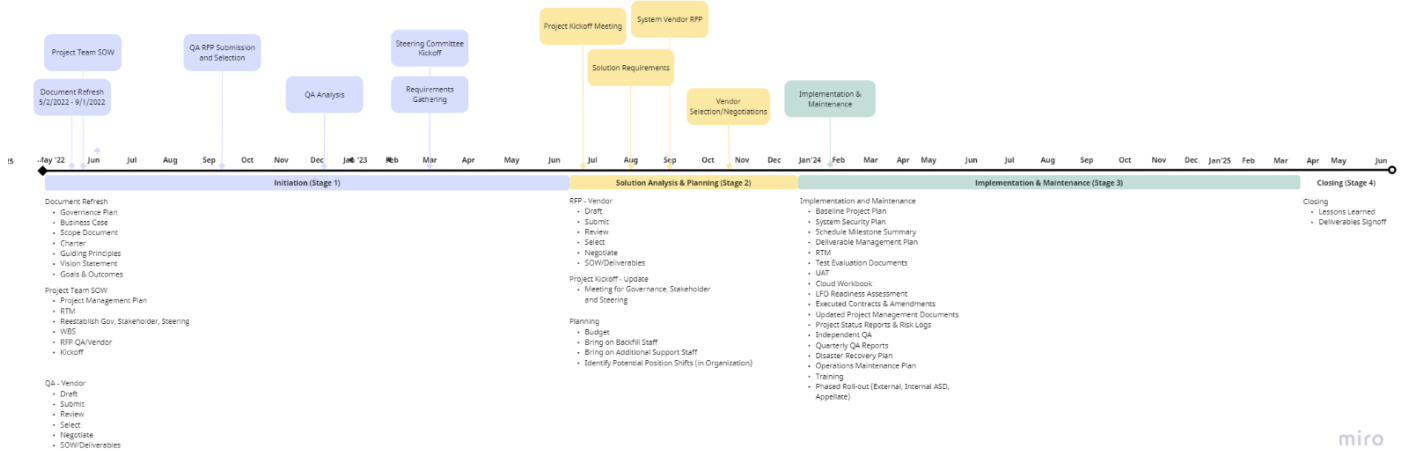 Project Team SOW
Document Refresh
5/2/2022 - 9/1/2022
QA RFP Submission
and Selection
QA Analysis
Steering Committee
Kickoff
Requirements
Gathering
Project Kickoff Meeting
System Vendor RFP
Solution Requirements
Vendor
Selection/Negotiations
Implementation &
Maintenance
May '22 Jun Jul Aug Sep Oct Nov Dec Jan '23 Feb Mar Apr May Jun Jul Aug Sep Oct Nov Dec Jan'24 Feb Mar Apr May Jun Jul Aug Sep Oct Nov Dec Jan'25 Feb Mar Apr May Jun
Initiation (Stage 1)
Solution Analysis & Planning (Stage 2)
Implementation & Maintenance (Stage 3)
Closing (Stage 4)
Document Refresh
• Governance Plan
• Business Case
• Scope Document
• Charter
• Guiding Principles
• Vision Statement
• Goals & Outcomes
Project Team SOW
• Project Management Plan
• RTM
• Reestablish Gov, Stakeholder, Steering
• WBS
• RFP QA/Vendor
• Kickoff
QA - Vendor
• Draft
• Submit
• Review
• Select
• Negotiate
• SOW/Deliverables
RFP - Vendor
• Draft
• Submit
• Review
• Select
• Negotiate
• SOW/Deliverables
Project Kickoff - Update
• Meeting for Governance, Stakeholder
and Steering
Planning
• Budget
• Bring on Backfill Staff
• Bring on Additional Support Staff
• Identify Potential Position Shifts (in Organization)
Implementation and Maintenance
• Baseline Project Plan
• System Security Plan
• Schedule Milestone Summary
• Deliverable Management Plan
• RTM
• Test Evaluation Documents
• UAT
• Cloud Workbook
• LFO Readiness Assessment
• Executed Contracts & Amendments
• Updated Project Management Documents
• Project Status Reports & Risk Logs
• Independent QA
• Quarterly QA Reports
• Disaster Recovery Plan
• Operations Maintenance Plan
• Training
• Phased Roll-out (External, Internal ASD,
Appellate)
Closing
• Lessons Learned
• Deliverables Signoff
miro